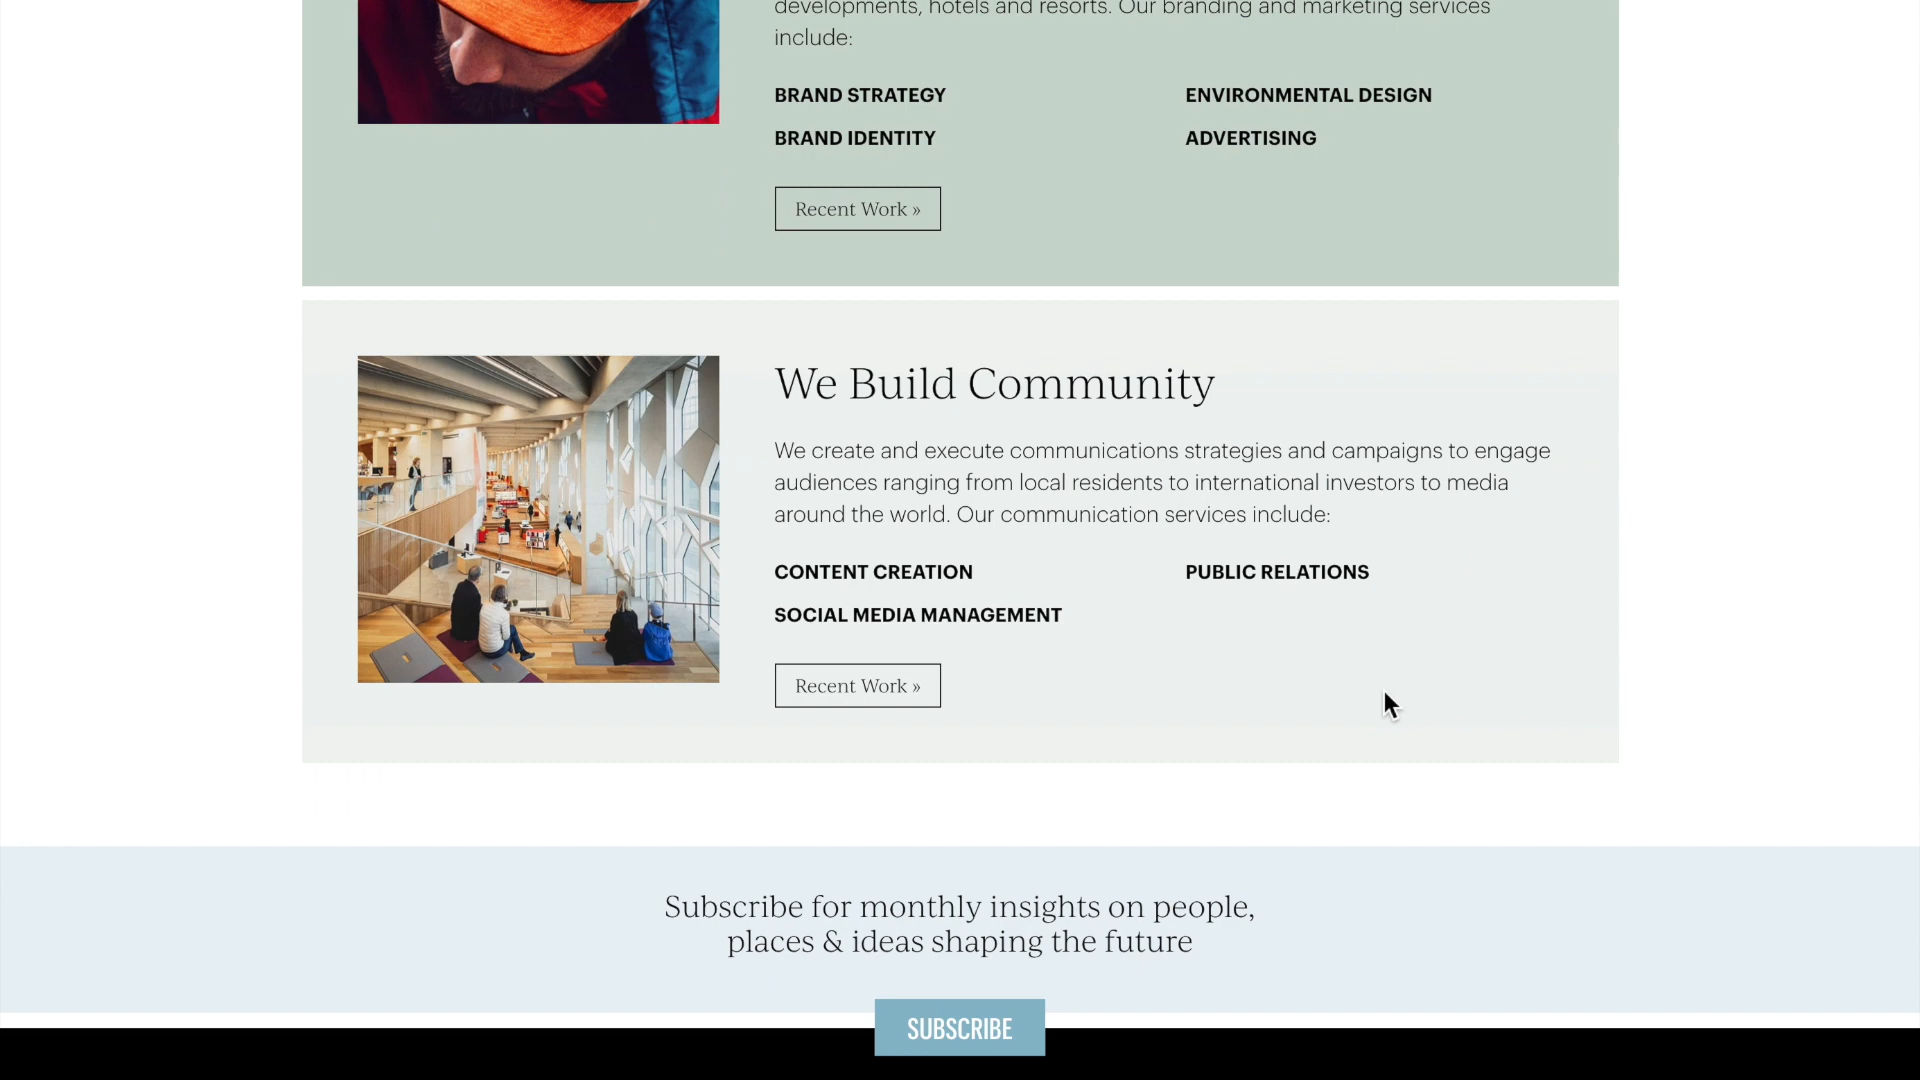 developments, hotels and resorts. Our branding and marketing services
include:
BRAND STRATEGY
ENVIRONMENTAL DESIGN
BRAND IDENTITY
ADVERTISING
Recent Work »
We Build Community
We create and execute communications strategies and campaigns to engage
audiences ranging from local residents to international investors to media
around the world. Our communication services include:
CONTENT CREATION
PUBLIC RELATIONS
SOCIAL MEDIA MANAGEMENT
Recent Work »
Subscribe for monthly insights on people,
places & ideas shaping the future
SUBSCRIBE